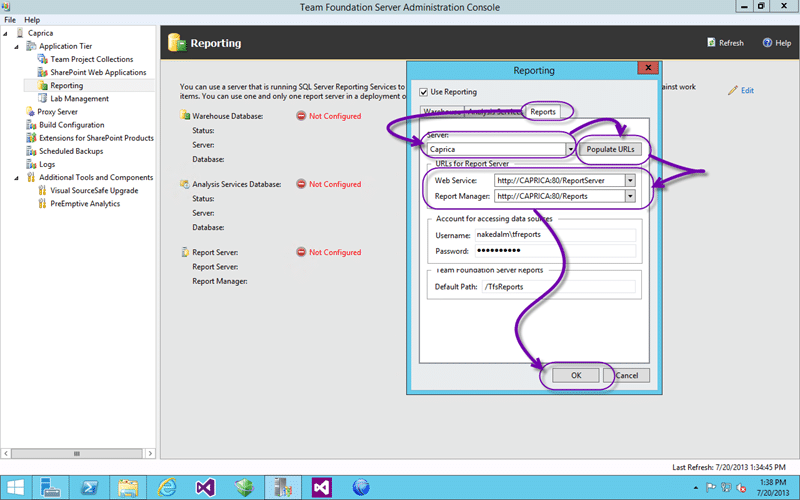 Team Foundation Server Administration Console
File Help
Caprica
Application Tier
Team Project Collections
SharePoint Web Applications
Reporting
Lab Management
Proxy Server
Build Configuration
Extensions for SharePoint Products
Scheduled Backups
Logs
Additional Tools and Components
Visual SourceSafe Upgrade
PreEmptive Analytics
Reporting
Refresh
Help
You can use a server that is running SQL Server Reporting Services to
ainst work
items. You can use one and only one report server in a deployment o
Edit
Warehouse Database: Not Configured
Status:
Server:
Database:
Analysis Services Database: Not Configured
Status:
Server:
Database:
Report Server: Not Configured
Report Server:
Report Manager:
Reporting
Use Reporting
Warehouse Analysis Services Reports
Server:
Caprica
Populate URLs
URLs for Report Server
Web Service: http://CAPRICA:80/ReportServer
Report Manager: http://CAPRICA:80/Reports
Account for accessing data sources
Username: nakedalm\tfreports
Password: ●●●●●●●●●●
Team Foundation Server Reports
Default Path: /TfsReports
OK Cancel
Last Refresh: 7/20/2013 1:34:45 PM
1:38 PM
7/20/2013